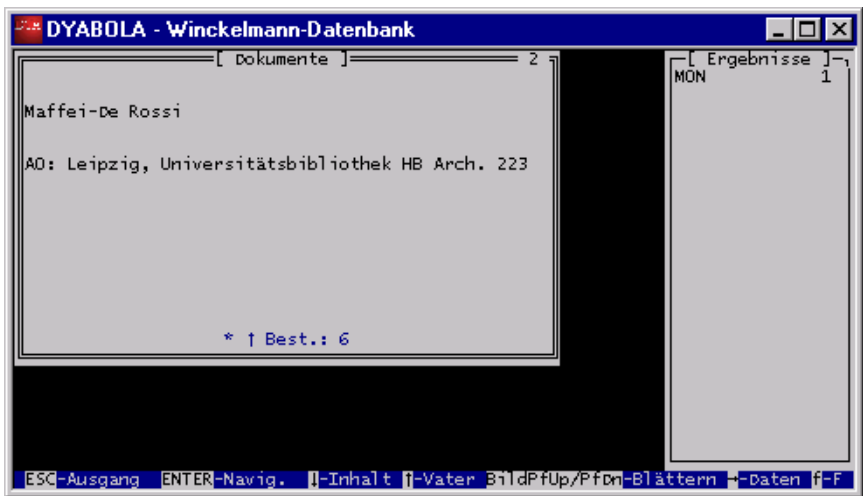 DYABOLA - Winckelmann-Datenbank
[ Dokumente ] 2
[ Ergebnisse ]
MON 1
Maffei-De Rossi
AO: Leipzig, Universitätsbibliothek HB Arch. 223
* ↑ Best.: 6
ESC-Ausgang ENTER-Navig. ↓-Inhalt ↑-Vater BildPfUp/PfDn-Blättern →-Daten f-F